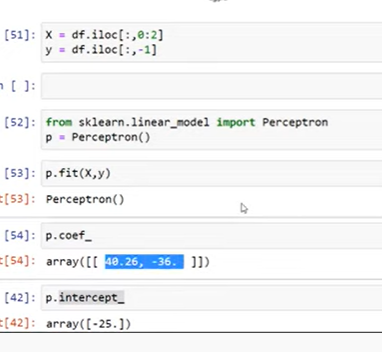 [51]: X = df.iloc[:,0:2]
y = df.iloc[:,-1]
[ ]:
[52]: from sklearn.linear_model import Perceptron
p = Perceptron()
[53]: p.fit(X,y)
[53]: Perceptron()
[54]: p.coef_
[54]: array([[ 40.26, -36. ]])
[42]: p.intercept_
[42]: array([-25.])